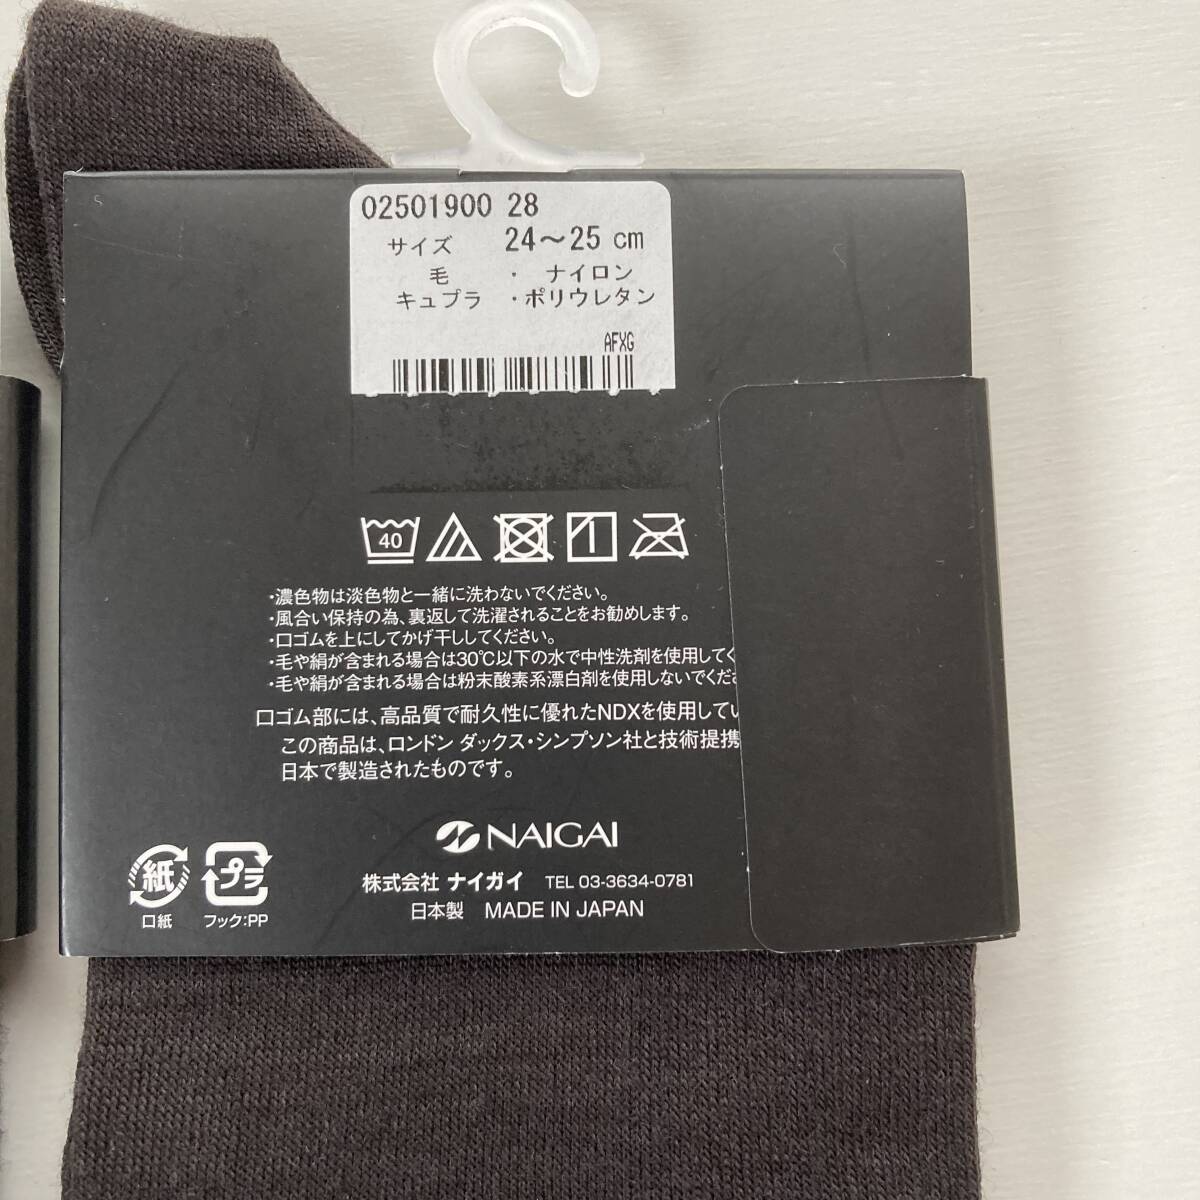 02501900 28
サイズ 24～25 cm
毛 ・ ナイロン
キュプラ ・ポリウレタン
AFXG
40
・濃色物は淡色物と一緒に洗わないでください。
・風合い保持の為、裏返して洗濯されることをお勧めします。
・口ゴムを上にしてかげ干ししてください。
・毛や絹が含まれる場合は30℃以下の水で中性洗剤を使用してく
・毛や絹が含まれる場合は粉末酸素系漂白剤を使用しないでくださ
口ゴム部には、高品質で耐久性に優れたNDXを使用してい
この商品は、ロンドン ダックス・シンプソン社と技術提携
日本で製造されたものです。
NAIGAI
紙 プラ
口紙 フック:PP
株式会社 ナイガイ TEL 03-3634-0781
日本製 MADE IN JAPAN